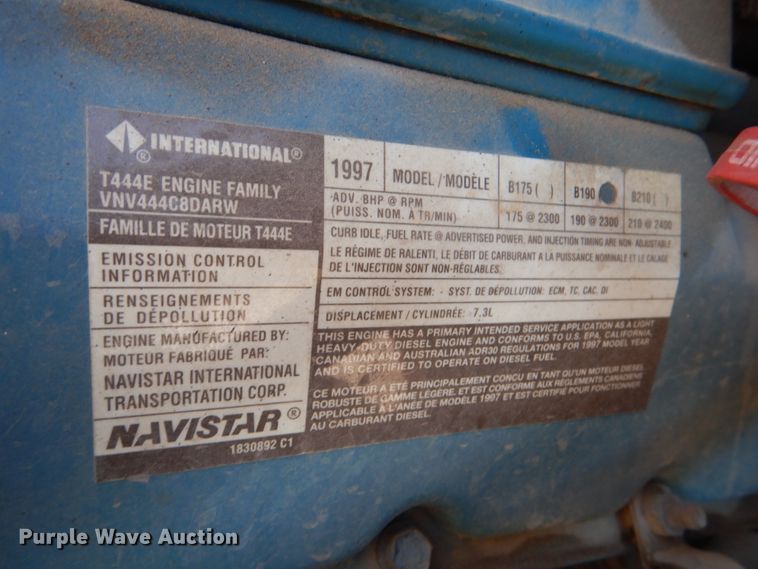 INTERNATIONAL®
T444E ENGINE FAMILY
VNV444C8DARW
FAMILLE DE MOTEUR T444E
EMISSION CONTROL
INFORMATION
RENSEIGNEMENTS
DE DÉPOLLUTION
ENGINE MANUFACTURED BY:
MOTEUR FABRIQUÉ PAR:
NAVISTAR INTERNATIONAL
TRANSPORTATION CORP.
NAVISTAR®
1830892 C1
1997 MODEL / MODÈLE B175 ( ) B190 B210 ( )
ADV. BHP @ RPM
(PUISS. NOM. À TR/MIN) 175 @ 2300 190 @ 2300 210 @ 2400
CURB IDLE, FUEL RATE @ ADVERTISED POWER, AND INJECTION TIMING ARE NON- ADJUSTABLE
LE RÉGIME DE RALENTI, LE DÉBIT DE CARBURANT A LA PUISSANCE NOMINALE ET LE CALAGE
DE L'INJECTION SONT NON-RÉGLABLES.
EM CONTROL SYSTEM: - SYST. DE DÉPOLLUTION: ECM, TC, CAC, DI
DISPLACEMENT / CYLINDRÉE: 7.3L
THIS ENGINE HAS A PRIMARY INTENDED SERVICE APPLICATION AS A LIGHT
HEAVY-DUTY DIESEL ENGINE AND CONFORMS TO U.S. EPA, CALIFORNIA,
CANADIAN AND AUSTRALIAN ADR30 REGULATIONS FOR 1997 MODEL YEAR
AND IS CERTIFIED TO OPERATE ON DIESEL FUEL.
CE MOTEUR A ÉTÉ PRINCIPALEMENT CONÇU EN TANT QU'UN MOTEUR DIESEL
ROBUSTE DE GAMME LÉGÈRE, ET EST CONFORME AUX RÉGLEMENTS CANADIENS
APPLICABLE À L'ANÉE DE MODÈLE 1997 ET EST CERTIFIÉ POUR FONCTIONNER
AU CARBURANT DIESEL.
Purple Wave Auction®